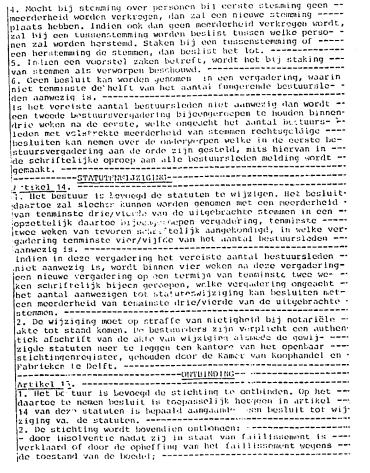 4. Mocht bij stemming over personen bij eerste stemming geen --
meerderheid worden verkregen, dan zal een nieuwe stemming --
plaats hebben. Indien ook dan geen meerderheid verkregen wordt,
zal bij een tussenstemming worden beslist tussen welke perso-
nen zal worden herstemd. Staken bij een tussenstemming of ----
een herstemming de stemmen, dan beslist het lot. -----
5. Indien een voorstel zaken betreft, wordt het bij staking --
van stemmen als verworpen beschouwd. ------
6. Geen besluit kan worden genomen in een vergadering, waarin
niet tenminste de helft van het aantal fungerende bestuursle-
den aanwezig is. ------
Is het vereiste aantal bestuursleden niet aanwezig dan wordt -
een tweede bestuursvergadering bijeengeroepen te houden binnen-
drie weken na de eerste, welke ongeacht het aantal bestuurs-
leden met volstrekte meerderheid van stemmen rechtsgeldige ---
besluiten kan nemen over de onderwerpen welke in de eerste be-
stuursvergadering aan de orde zijn gesteld, mits hiervan in --
de schriftelijke oproep aan alle bestuursleden melding wordt -
gemaakt. ------
------STATUTENWIJZIGING------
Artikel 14. ------
1. Het bestuur is bevoegd de statuten te wijzigen. Het besluit-
daartoe zal slechts kunnen worden genomen met een meerderheid -
van tenminste drie/vierde van de uitgebrachte stemmen in een --
opzettelijk daartoe bijeengeroepen vergadering, tenminste ----
twee weken van tevoren schriftelijk aangekondigd, in welke ver-
gadering tenminste vier/vijfde van het aantal bestuursleden ---
aanwezig is. ------
Indien in deze vergadering het vereiste aantal bestuursleden --
niet aanwezig is, wordt binnen vier weken na deze vergadering-
een nieuwe vergadering op een termijn van tenminste twee we---
ken schriftelijk bijeen geroepen, welke vergadering ongeacht --
het aantal aanwezigen tot statutenwijziging kan besluiten met--
een meerderheid van tenminste drie/vierde van de uitgebrachte -
stemmen. ------
2. De wijziging moet op straffe van nietigheid bij notariële --
akte tot stand komen. De bestuurders zijn verplicht een authen-
tiek afschrift van de akte van wijziging alsmede de gewij----
zigde statuten neer te leggen ten kantore van het openbaar ---
stichtingenregister, gehouden door de Kamer van Koophandel en -
Fabrieken te Delft. ------
------ONTBINDING------
Artikel 15. ------
1. Het bestuur is bevoegd de stichting te ontbinden. Op het ---
daartoe te nemen besluit is toepasselijk hetgeen in artikel ---
14 van deze statuten is bepaald aangaande een besluit tot wij-
ziging van de statuten. ------
2. De stichting wordt bovendien ontbonden: ------
- door insolventie nadat zij in staat van faillissement is ----
verklaard of door de opheffing van het faillissement wegens ---
de toestand van de boedel; ------